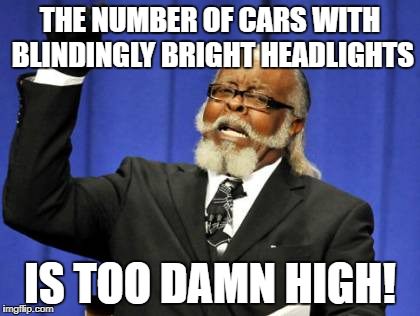 THE NUMBER OF CARS WITH
BLINDINGLY BRIGHT HEADLIGHTS
IS TOO DAMN HIGH!
imgflip.com